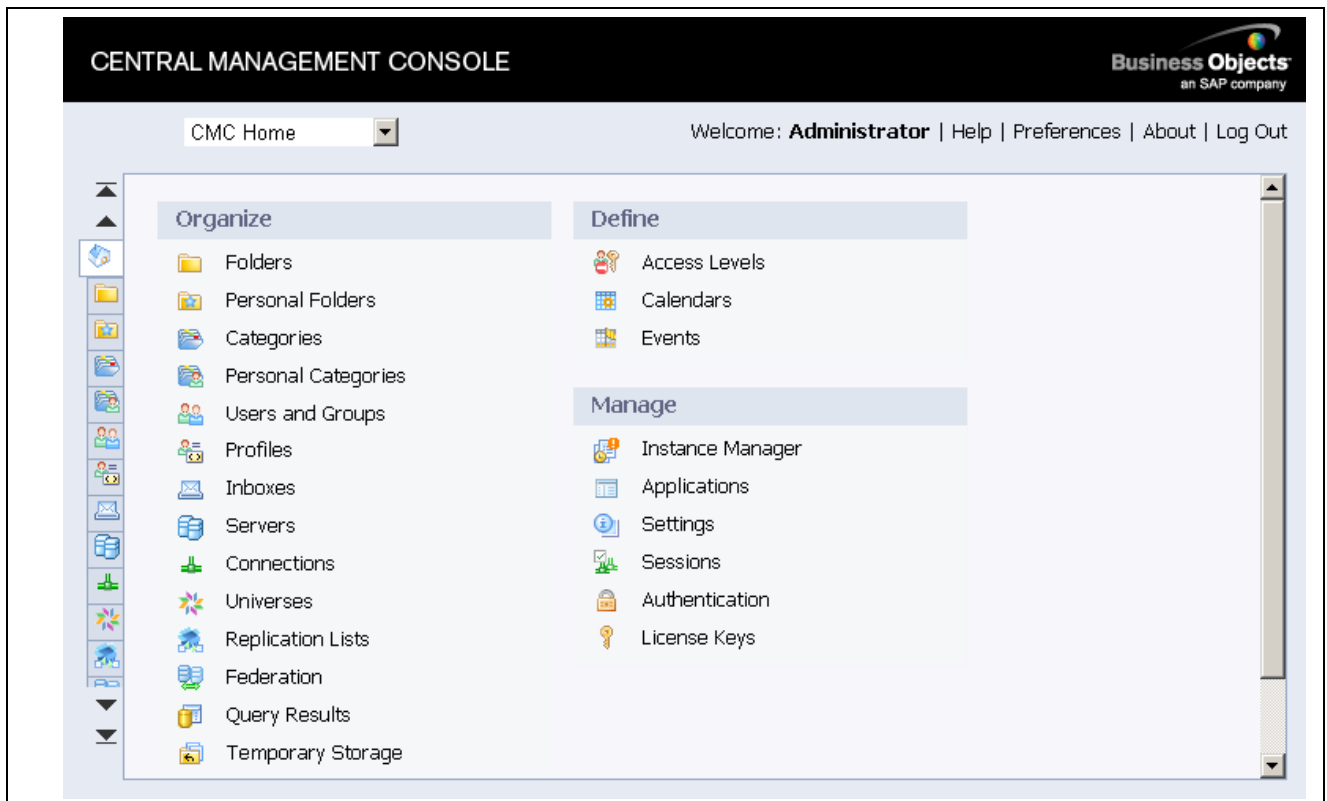 CENTRAL MANAGEMENT CONSOLE
Business Objects
an SAP company
CMC Home
Welcome: Administrator | Help | Preferences | About | Log Out
Organize
Folders
Personal Folders
Categories
Personal Categories
Users and Groups
Profiles
Inboxes
Servers
Connections
Universes
Replication Lists
Federation
Query Results
Temporary Storage
Define
Access Levels
Calendars
Events
Manage
Instance Manager
Applications
Settings
Sessions
Authentication
License Keys